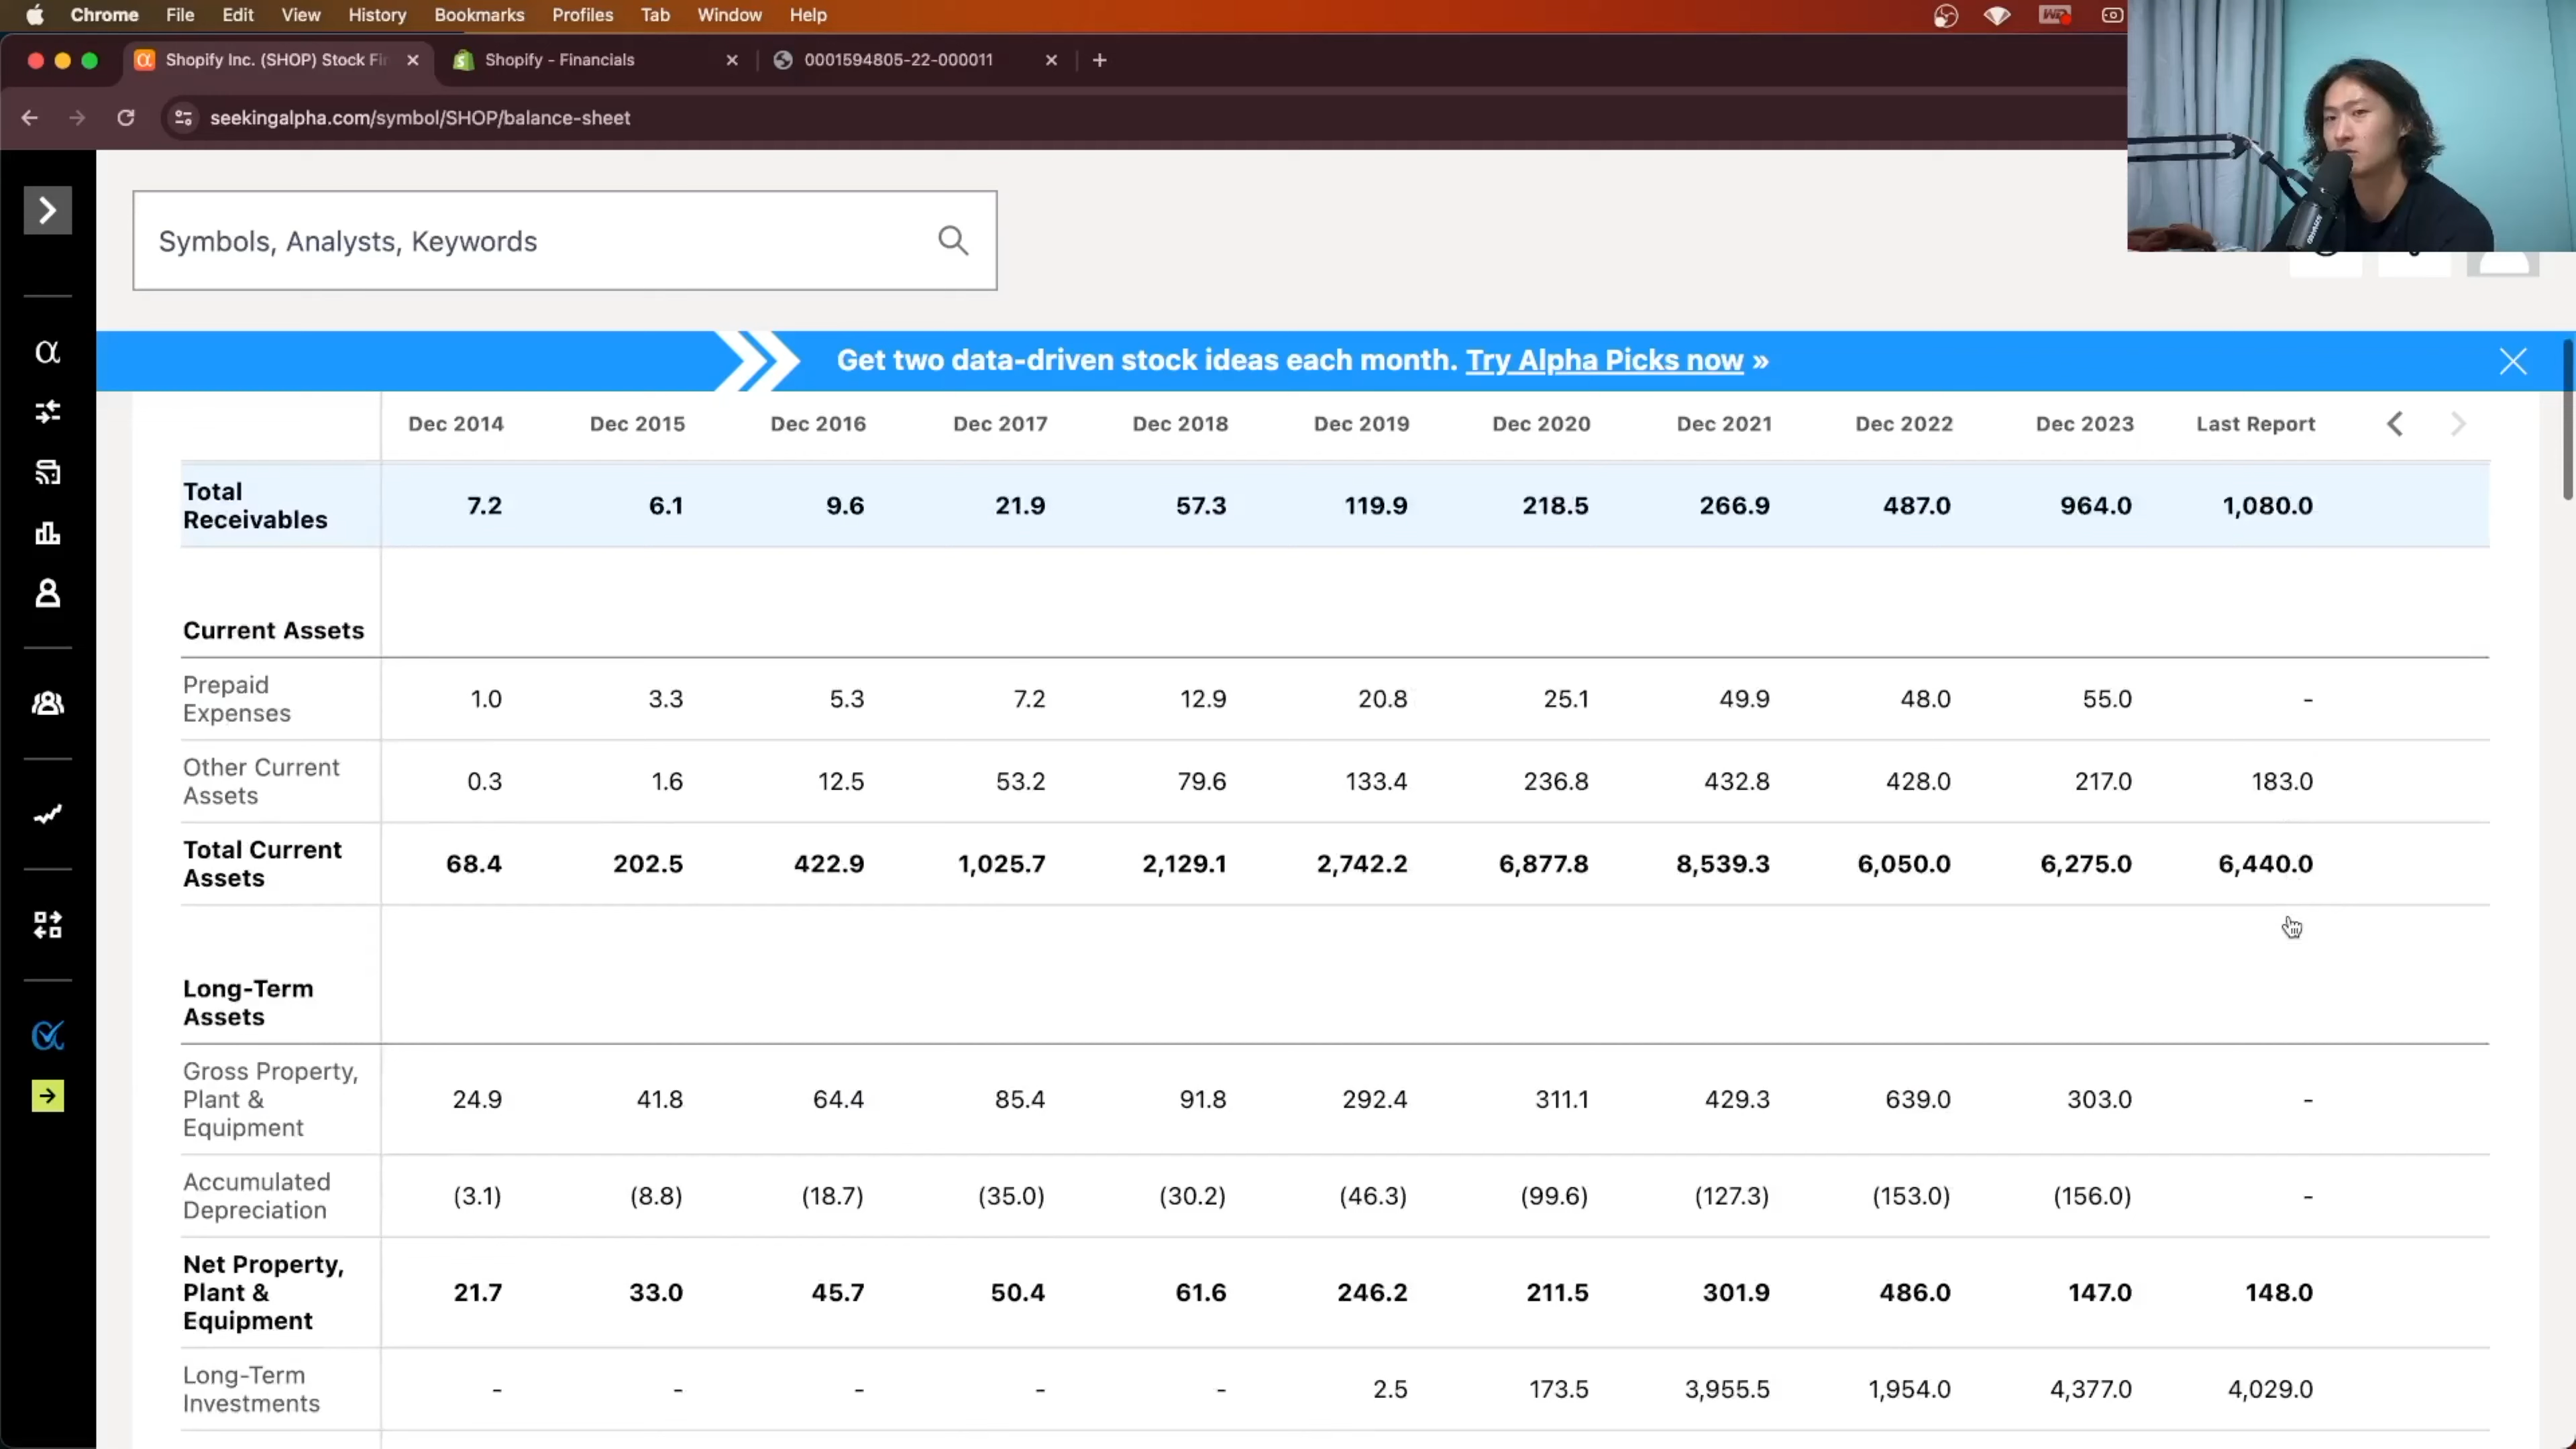 Chrome File Edit View History Bookmarks Profiles Tab Window Help
Shopify Inc. (SHOP) Stock Fi
Shopify - Financials
0001594805-22-000011
seekingalpha.com/symbol/SHOP/balance-sheet
Symbols, Analysts, Keywords
Get two data-driven stock ideas each month. Try Alpha Picks now »
Dec 2014 Dec 2015 Dec 2016 Dec 2017 Dec 2018 Dec 2019 Dec 2020 Dec 2021 Dec 2022 Dec 2023 Last Report
Total
Receivables
7.2 6.1 9.6 21.9 57.3 119.9 218.5 266.9 487.0 964.0 1,080.0
Current Assets
Prepaid
Expenses
1.0 3.3 5.3 7.2 12.9 20.8 25.1 49.9 48.0 55.0 -
Other Current
Assets
0.3 1.6 12.5 53.2 79.6 133.4 236.8 432.8 428.0 217.0 183.0
Total Current
Assets
68.4 202.5 422.9 1,025.7 2,129.1 2,742.2 6,877.8 8,539.3 6,050.0 6,275.0 6,440.0
Long-Term
Assets
Gross Property,
Plant &
Equipment
24.9 41.8 64.4 85.4 91.8 292.4 311.1 429.3 639.0 303.0 -
Accumulated
Depreciation
(3.1) (8.8) (18.7) (35.0) (30.2) (46.3) (99.6) (127.3) (153.0) (156.0) -
Net Property,
Plant &
Equipment
21.7 33.0 45.7 50.4 61.6 246.2 211.5 301.9 486.0 147.0 148.0
Long-Term
Investments
- - - - - 2.5 173.5 3,955.5 1,954.0 4,377.0 4,029.0